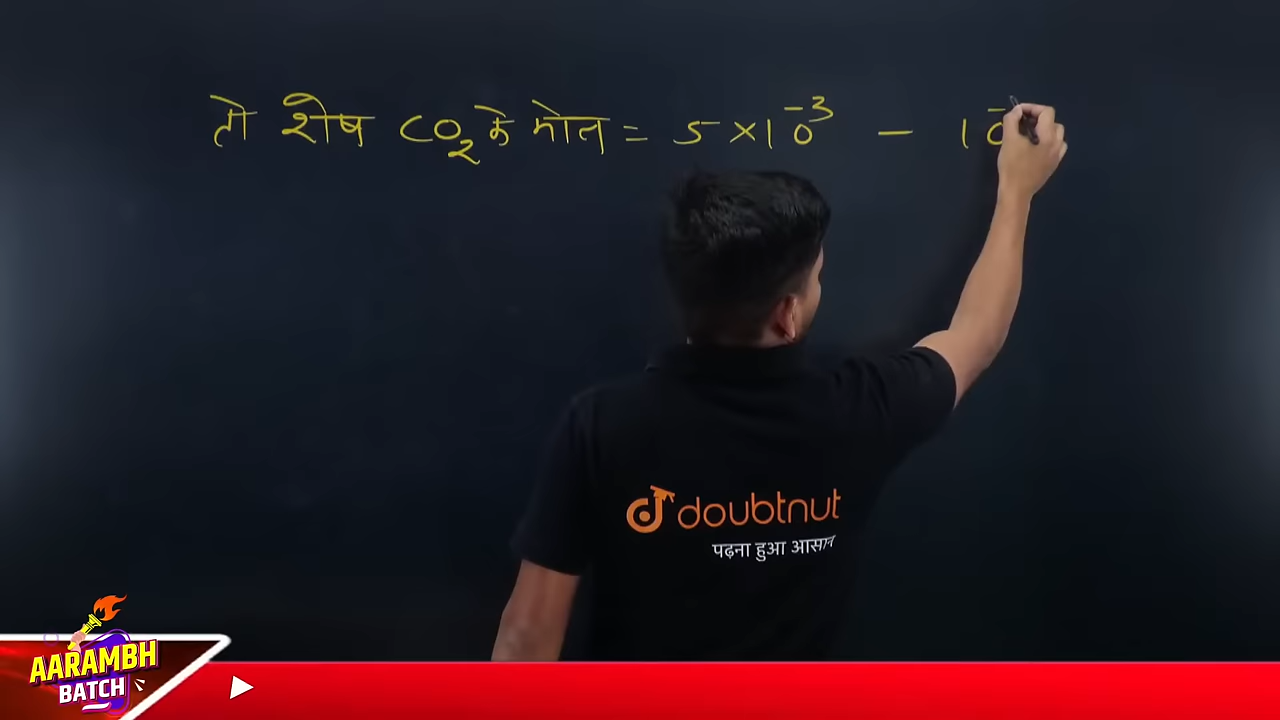 तो शेष CO₂ के मोल = 5 × 10⁻³ − 10⁻
doubtnut
पढ़ना हुआ आसान
AARAMBH
BATCH